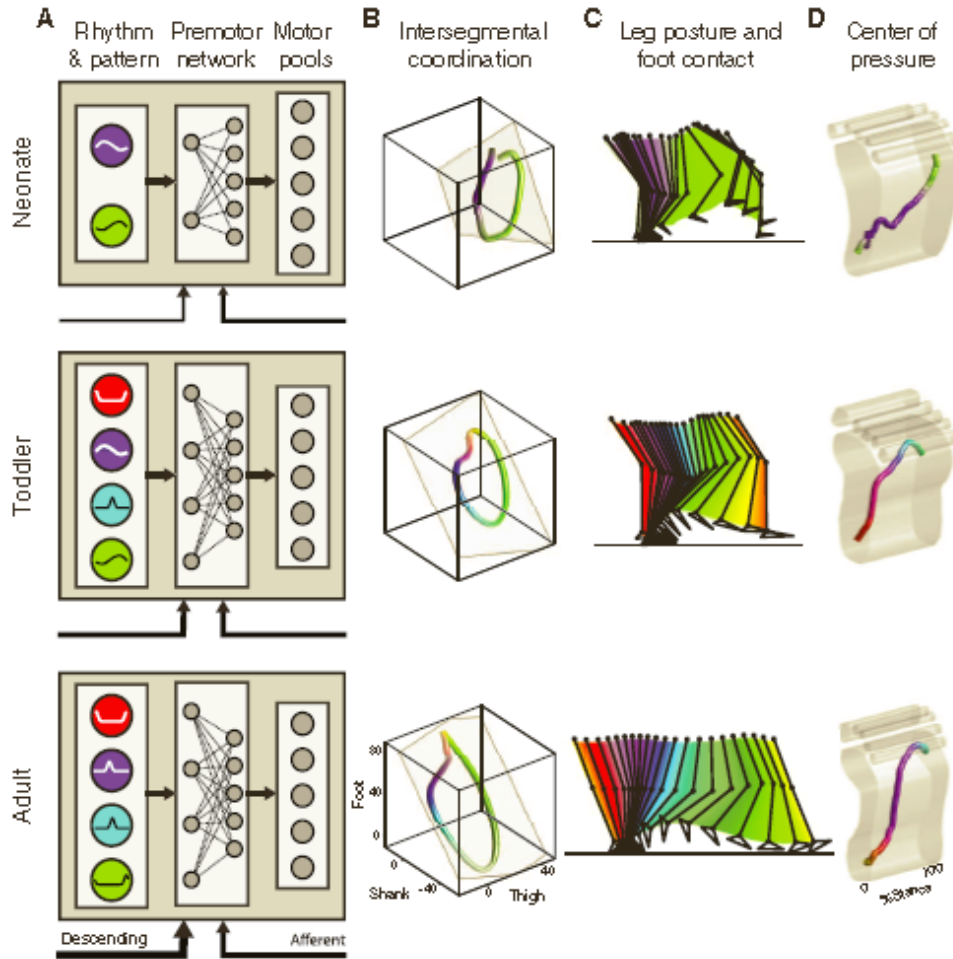 A
Rhythm
& pattern
Premotor
network
Motor
pools
B
Intersegmental
coordination
C
Leg posture and
foot contact
D
Center of
pressure
Neonate
Toddler
Adult
Descending
Afferent
80
40
0
Foot
0
-40
Shank
0
40
Thigh
0
100
%Stance